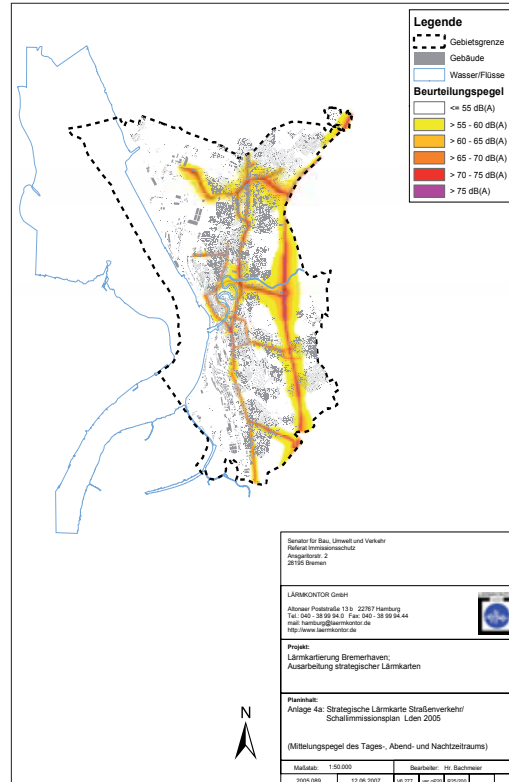 Legende
Gebietsgrenze
Gebäude
Wasser/Flüsse
Beurteilungspegel
<= 55 dB(A)
> 55 - 60 dB(A)
> 60 - 65 dB(A)
> 65 - 70 dB(A)
> 70 - 75 dB(A)
> 75 dB(A)
Senator für Bau, Umwelt und Verkehr
Referat Immissionsschutz
Ansgaritorstr. 2
28195 Bremen
LÄRMKONTOR GmbH
Altonaer Poststraße 13 b 22767 Hamburg
Tel.: 040 - 38 99 94.0 Fax: 040 - 38 99 94.44
mail: hamburg@laermkontor.de
http://www.laermkontor.de
Projekt:
Lärmkartierung Bremerhaven;
Ausarbeitung strategischer Lärmkarten
Planinhalt:
Anlage 4a: Strategische Lärmkarte Straßenverkehr/
Schallimmissionsplan Lden 2005
(Mittelungspegel des Tages-, Abend- und Nachtzeitraums)
N
Maßstab: 1:50.000 Bearbeiter: Hr. Bachmeier
2005.089 12.06.2007